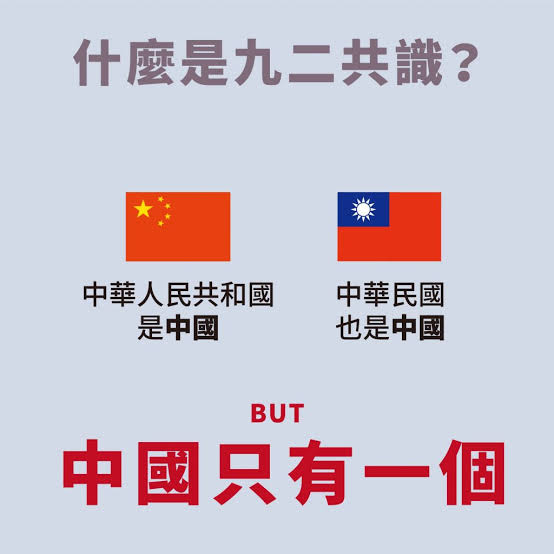 什麼是九二共識？
中華人民共和國
是中國
中華民國
也是中國
BUT
中國只有一個